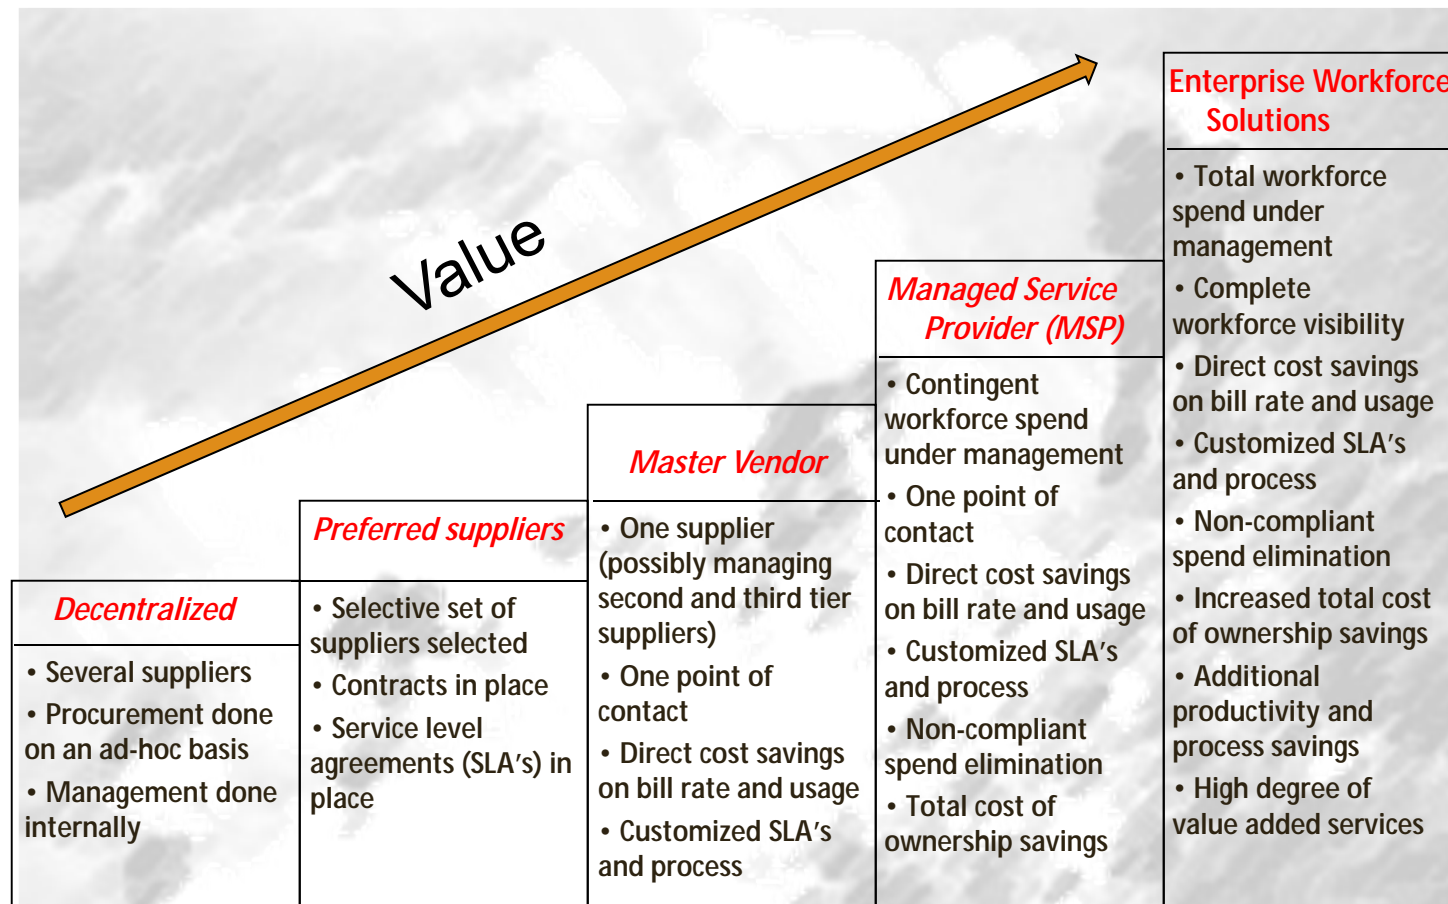 Value
Decentralized
• Several suppliers
• Procurement done
on an ad-hoc basis
• Management done
internally
Preferred suppliers
• Selective set of
suppliers selected
• Contracts in place
• Service level
agreements (SLA's) in
place
Master Vendor
• One supplier
(possibly managing
second and third tier
suppliers)
• One point of
contact
• Direct cost savings
on bill rate and usage
• Customized SLA's
and process
Managed Service
Provider (MSP)
• Contingent
workforce spend
under management
• One point of
contact
• Direct cost savings
on bill rate and usage
• Customized SLA's
and process
• Non-compliant
spend elimination
• Total cost of
ownership savings
Enterprise Workforce
Solutions
• Total workforce
spend under
management
• Complete
workforce visibility
• Direct cost savings
on bill rate and usage
• Customized SLA's
and process
• Non-compliant
spend elimination
• Increased total cost
of ownership savings
• Additional
productivity and
process savings
• High degree of
value added services